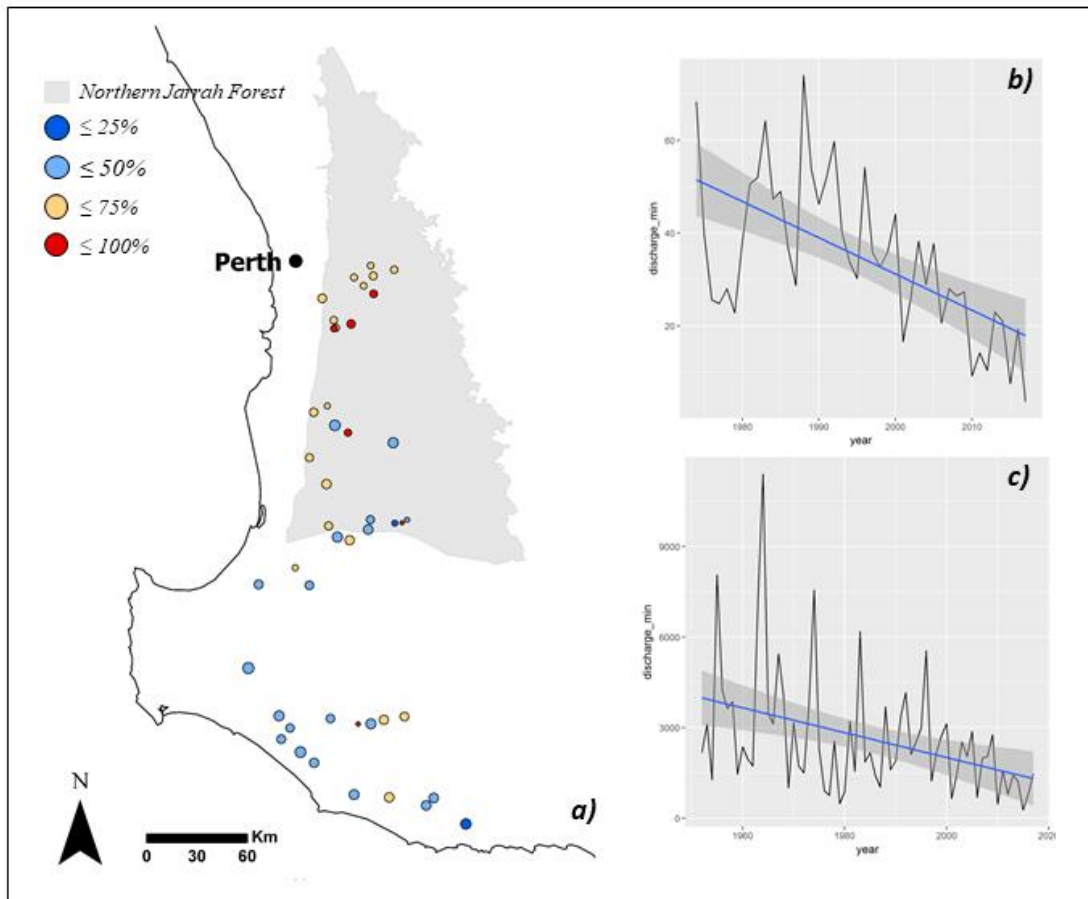 Northern Jarrah Forest
≤ 25%
≤ 50%
≤ 75%
≤ 100%
Perth
N
Km
0 30 60
a)
b)
discharge_min
60
40
20
1980 1990 2000 2010
year
c)
discharge_min
9000
6000
3000
0
1960 1980 2000 202
year